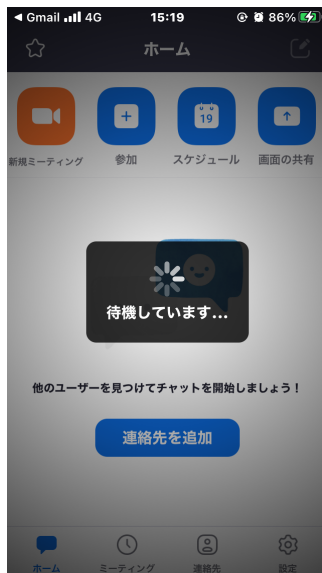 Gmail 4G 15:19 86%
ホーム
新規ミーティング 参加 スケジュール 画面の共有
19
待機しています...
他のユーザーを見つけてチャットを開始しましょう！
連絡先を追加
ホーム ミーティング 連絡先 設定